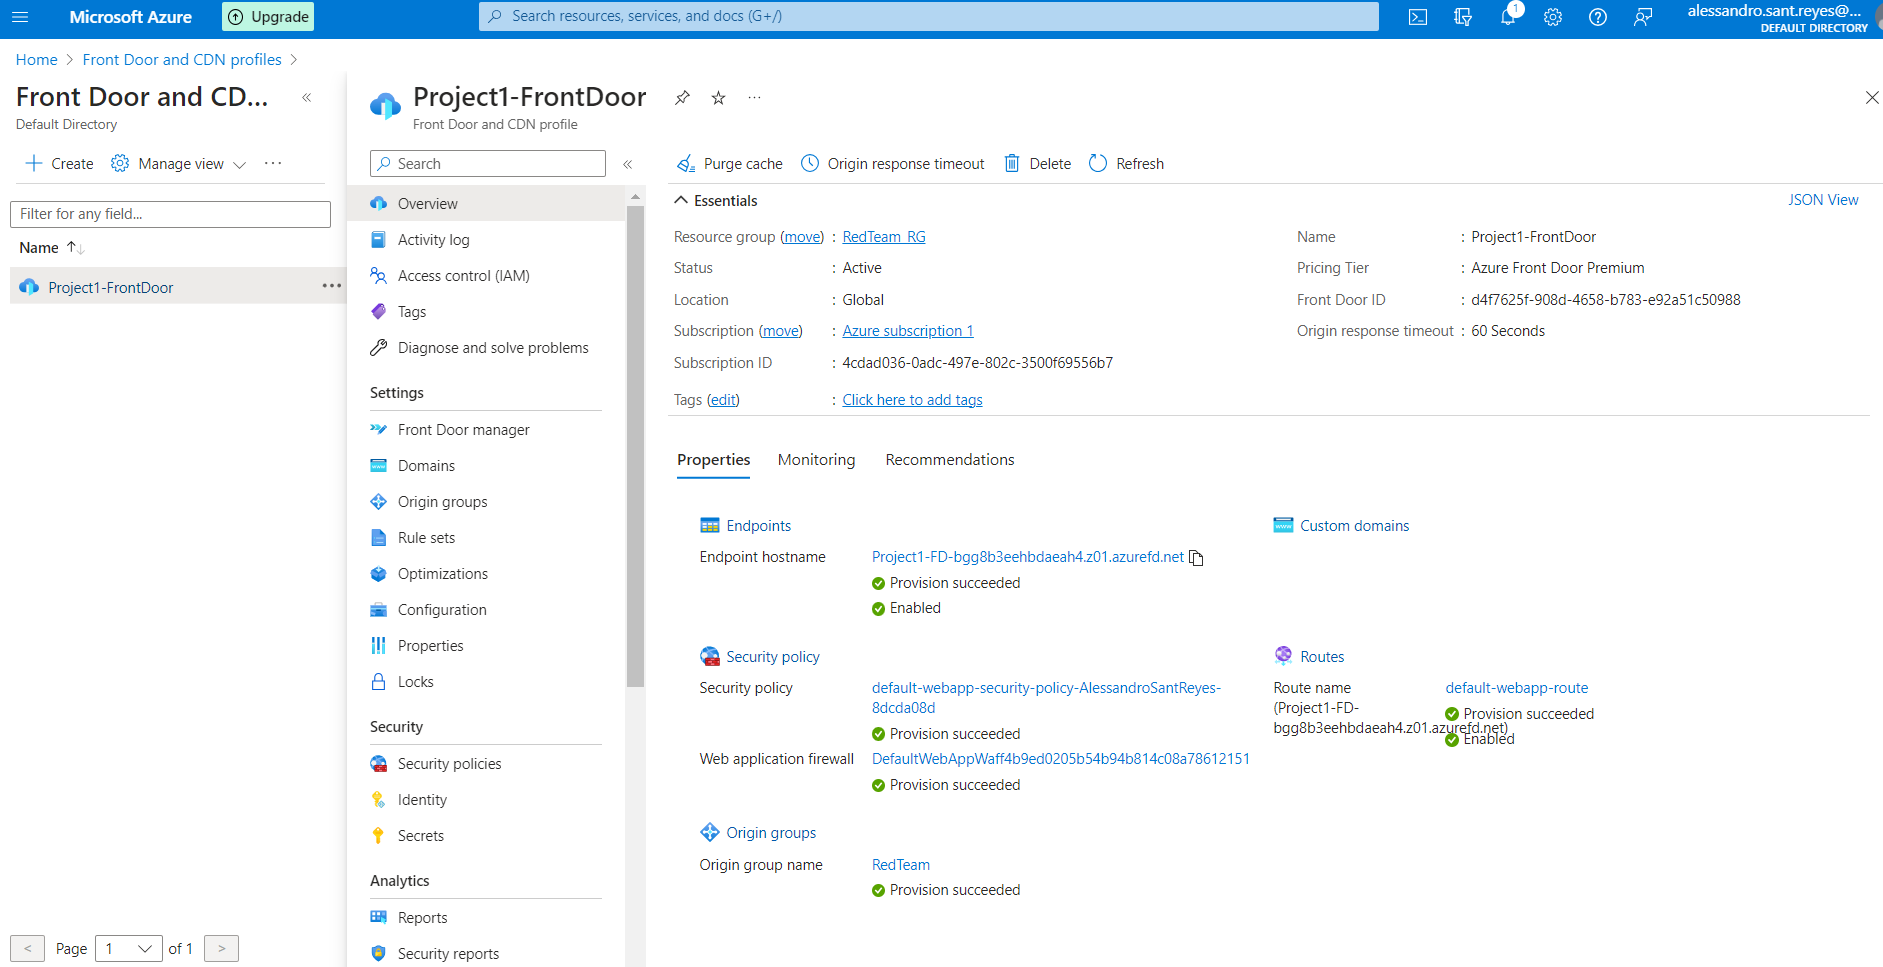 Microsoft Azure
Upgrade
Search resources, services, and docs (G+/)
1
alessandro.sant.reyes@...
DEFAULT DIRECTORY
Home > Front Door and CDN profiles >
Front Door and CD... «
Default Directory
Create Manage view ...
Filter for any field...
Name ↑↓
Project1-FrontDoor ...
< Page 1 of 1 >
Project1-FrontDoor ...
Front Door and CDN profile
Search «
Overview
Activity log
Access control (IAM)
Tags
Diagnose and solve problems
Settings
Front Door manager
Domains
Origin groups
Rule sets
Optimizations
Configuration
Properties
Locks
Security
Security policies
Identity
Secrets
Analytics
Reports
Security reports
Purge cache Origin response timeout Delete Refresh
Essentials JSON View
Resource group (move) : RedTeam_RG
Status : Active
Location : Global
Subscription (move) : Azure subscription 1
Subscription ID : 4cdad036-0adc-497e-802c-3500f69556b7
Tags (edit) : Click here to add tags
Name : Project1-FrontDoor
Pricing Tier : Azure Front Door Premium
Front Door ID : d4f7625f-908d-4658-b783-e92a51c50988
Origin response timeout : 60 Seconds
Properties Monitoring Recommendations
Endpoints
Endpoint hostname Project1-FD-bgg8b3eehbdaeah4.z01.azurefd.net
Provision succeeded
Enabled
Custom domains
Security policy
Security policy default-webapp-security-policy-AlessandroSantReyes-
8dcda08d
Provision succeeded
Web application firewall DefaultWebAppWaff4b9ed0205b54b94b814c08a78612151
Provision succeeded
Routes
Route name default-webapp-route
(Project1-FD- Provision succeeded
bgg8b3eehbdaeah4.z01.azurefd.net)
Enabled
Origin groups
Origin group name RedTeam
Provision succeeded